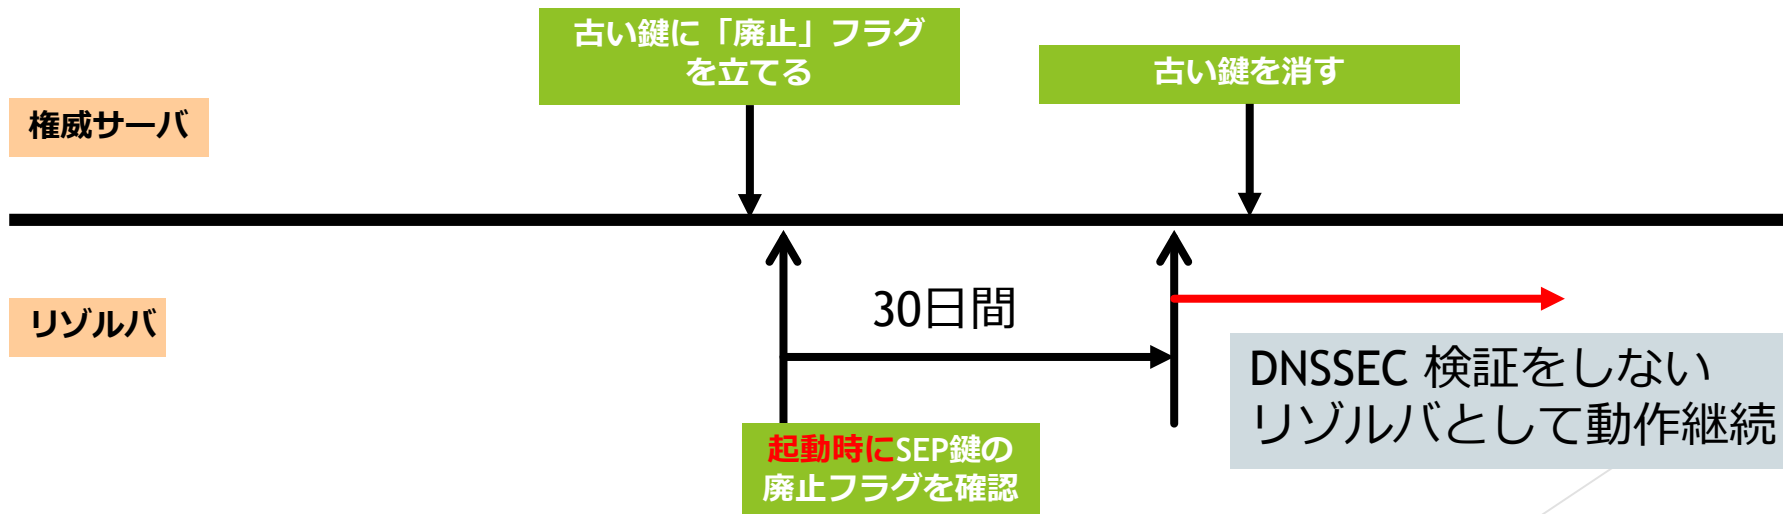 古い鍵に「廃止」フラグ
を立てる
古い鍵を消す
権威サーバ
リゾルバ
30日間
DNSSEC 検証をしない
リゾルバとして動作継続
起動時にSEP鍵の
廃止フラグを確認